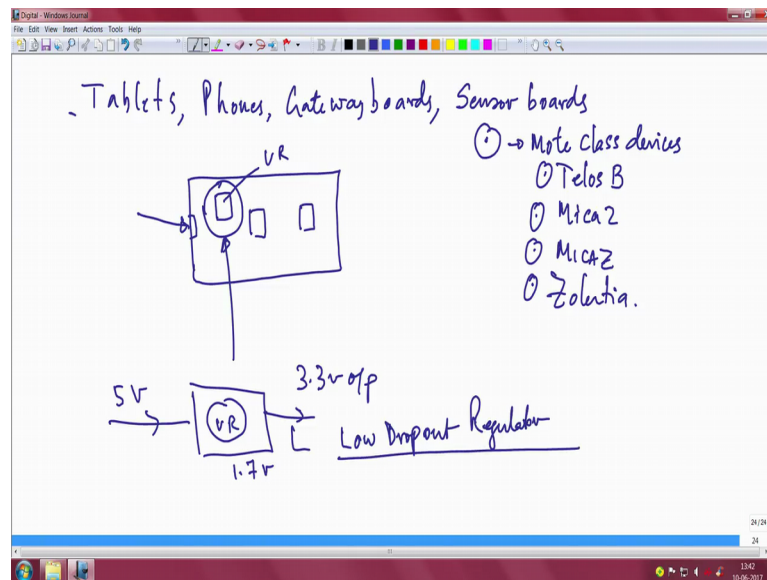 Digital - Windows Journal
File Edit View Insert Actions Tools Help
Tablets, Phones, Gateway boards, Sensor boards
→ Mote class devices
VR
Telos B
Mica2
MICAZ
Zolertia.
5V
VR
1.7v
3.3v o/p
Low Dropout Regulator
24/24
24
13:42
10-06-2017